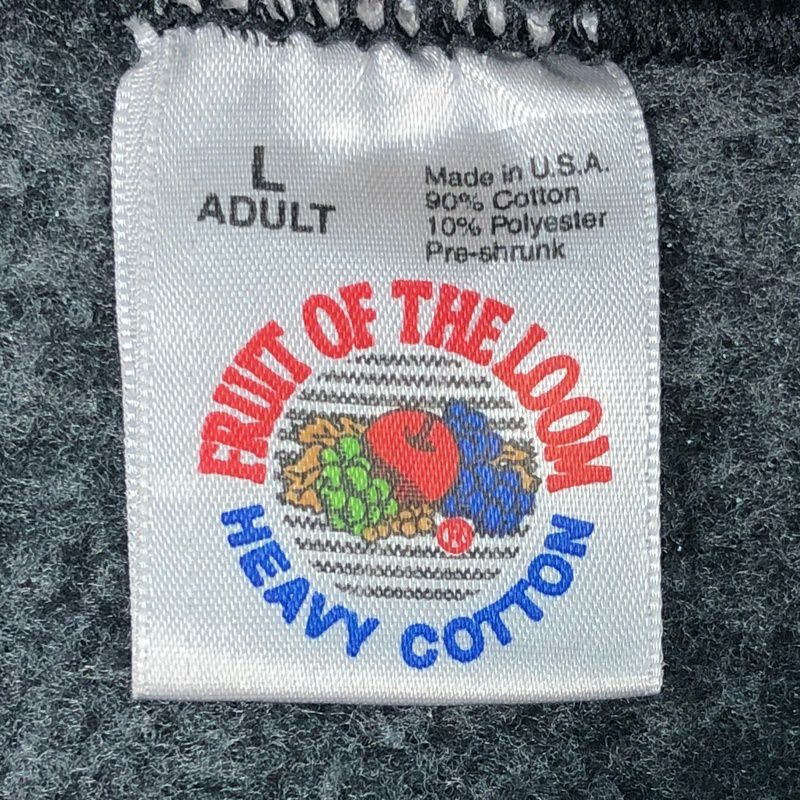 L
ADULT
Made in U.S.A.
90% Cotton
10% Polyester
Pre-shrunk
FRUIT OF THE LOOM
®
HEAVY COTTON